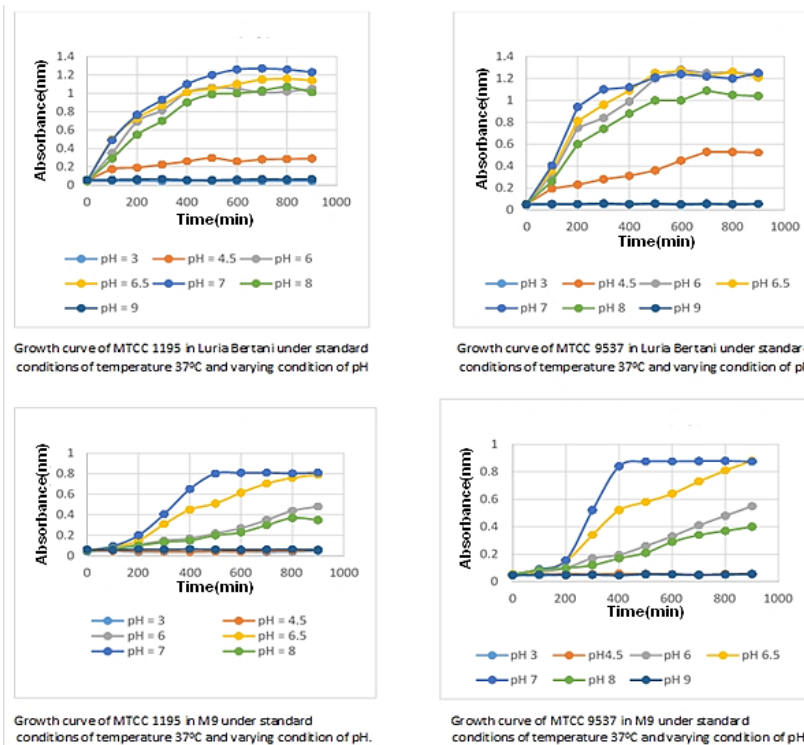 1.4
1.2
1
0.8
0.6
0.4
0.2
0
Absorbance(nm)
0 200 400 600 800 1000
Time(min)
pH = 3 pH = 4.5 pH = 6
pH = 6.5 pH = 7 pH = 8
pH = 9
Growth curve of MTCC 1195 in Luria Bertani under standard
conditions of temperature 37ºC and varying condition of pH
1.4
1.2
1
0.8
0.6
0.4
0.2
0
Absorbance(nm)
0 200 400 600 800 1000
Time(min)
pH 3 pH 4.5 pH 6 pH 6.5
pH 7 pH 8 pH 9
Growth curve of MTCC 9537 in Luria Bertani under standard
conditions of temperature 37ºC and varying condition of pH
1
0.8
0.6
0.4
0.2
0
Absorbance(nm)
0 200 400 600 800 1000
Time(min)
pH = 3 pH = 4.5
pH = 6 pH = 6.5
pH = 7 pH = 8
Growth curve of MTCC 1195 in M9 under standard
conditions of temperature 37ºC and varying condition of pH.
1
0.8
0.6
0.4
0.2
0
Absorbance(nm)
0 200 400 600 800 1000
Time(min)
pH 3 pH4.5 pH 6 pH 6.5
pH 7 pH 8 pH 9
Growth curve of MTCC 9537 in M9 under standard
conditions of temperature 37ºC and varying condition of pH